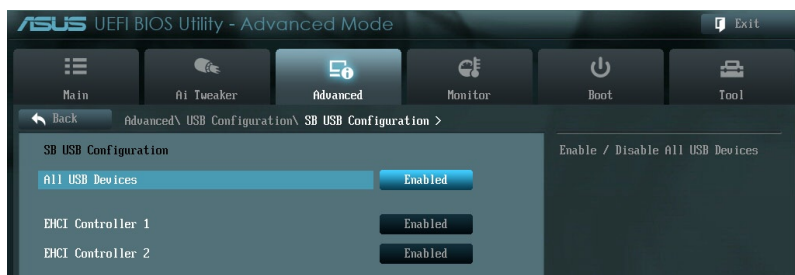 ASUS UEFI BIOS Utility - Advanced Mode
Exit
Main Ai Tweaker Advanced Monitor Boot Tool
Back Advanced\ USB Configuration\ SB USB Configuration >
SB USB Configuration
Enable / Disable All USB Devices
All USB Devices Enabled
EHCI Controller 1 Enabled
EHCI Controller 2 Enabled